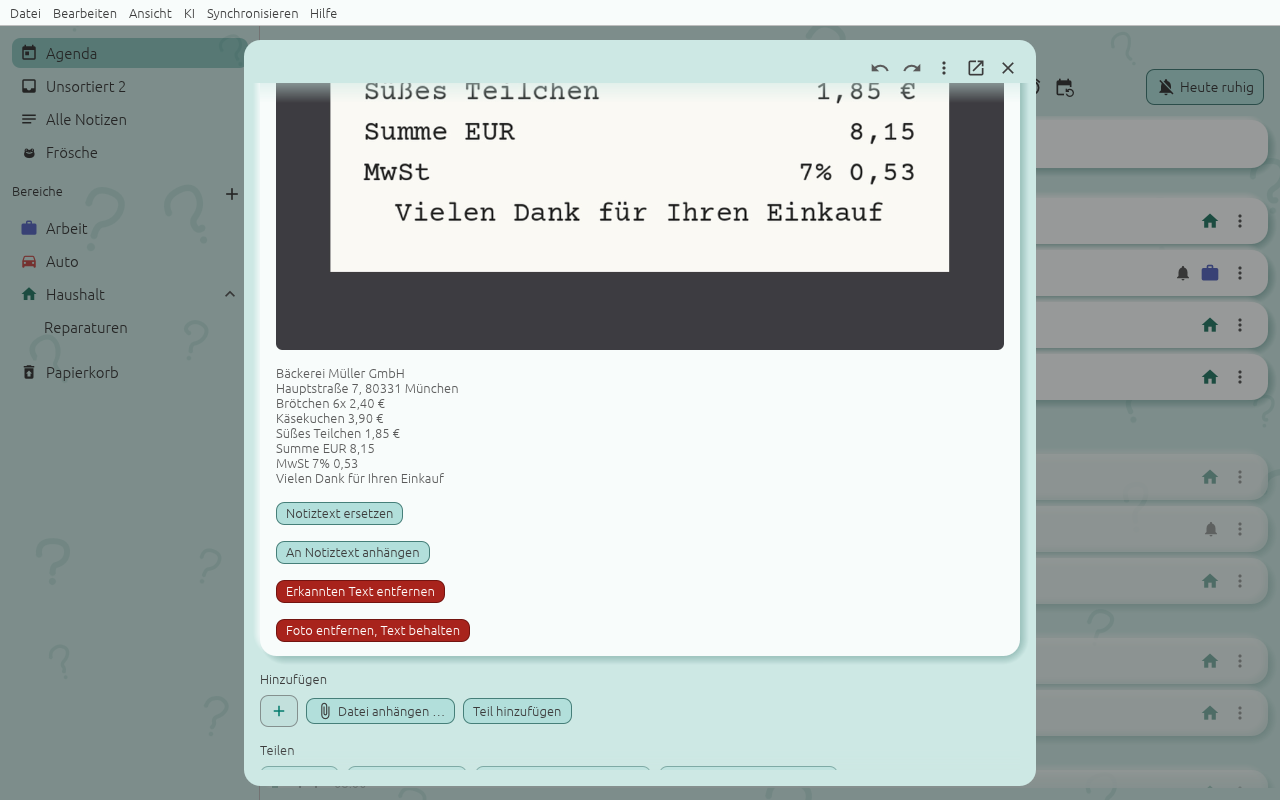 Datei Bearbeiten Ansicht KI Synchronisieren Hilfe
Agenda
Unsortiert 2
Alle Notizen
Frösche
Bereiche
Arbeit
Auto
Haushalt
Reparaturen
Papierkorb
Heute ruhig
Süßes Teilchen 1,85 €
Summe EUR 8,15
MwSt 7% 0,53
Vielen Dank für Ihren Einkauf
Bäckerei Müller GmbH
Hauptstraße 7, 80331 München
Brötchen 6x 2,40 €
Käsekuchen 3,90 €
Süßes Teilchen 1,85 €
Summe EUR 8,15
MwSt 7% 0,53
Vielen Dank für Ihren Einkauf
Notiztext ersetzen
An Notiztext anhängen
Erkannten Text entfernen
Foto entfernen, Text behalten
Hinzufügen
Datei anhängen …
Teil hinzufügen
Teilen